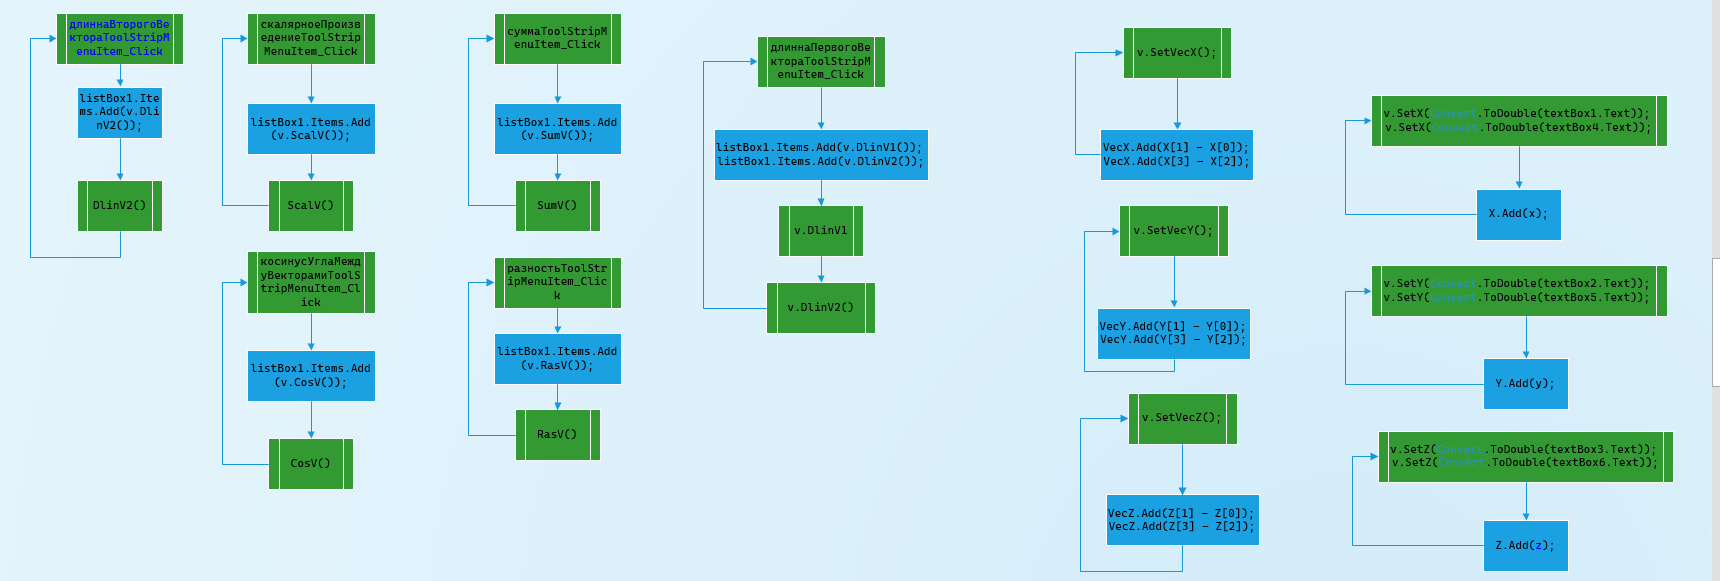 длиннаВторогоВе
ктораToolStripM
enuItem_Click
listBox1.Ite
ms.Add(v.Dli
nV2());
DlinV2()
скалярноеПроизв
едениеToolStrip
MenuItem_Click
listBox1.Items.Add
(v.ScalV());
ScalV()
косинусУглаМежд
уВекторамиToolS
tripMenuItem_Cl
ick
listBox1.Items.Add
(v.CosV());
CosV()
суммаToolStripM
enuItem_Click
listBox1.Items.Add
(v.SumV());
SumV()
разностьToolStr
ipMenuItem_Clic
k
listBox1.Items.Add
(v.RasV());
RasV()
длиннаПервогоВе
ктораToolStripM
enuItem_Click
listBox1.Items.Add(v.DlinV1());
listBox1.Items.Add(v.DlinV2());
v.DlinV1
v.DlinV2()
v.SetVecX();
VecX.Add(X[1] - X[0]);
VecX.Add(X[3] - X[2]);
v.SetVecY();
VecY.Add(Y[1] - Y[0]);
VecY.Add(Y[3] - Y[2]);
v.SetVecZ();
VecZ.Add(Z[1] - Z[0]);
VecZ.Add(Z[3] - Z[2]);
v.SetX(Convert.ToDouble(textBox1.Text));
v.SetX(Convert.ToDouble(textBox4.Text));
X.Add(x);
v.SetY(Convert.ToDouble(textBox2.Text));
v.SetY(Convert.ToDouble(textBox5.Text));
Y.Add(y);
v.SetZ(Convert.ToDouble(textBox3.Text));
v.SetZ(Convert.ToDouble(textBox6.Text));
Z.Add(z);